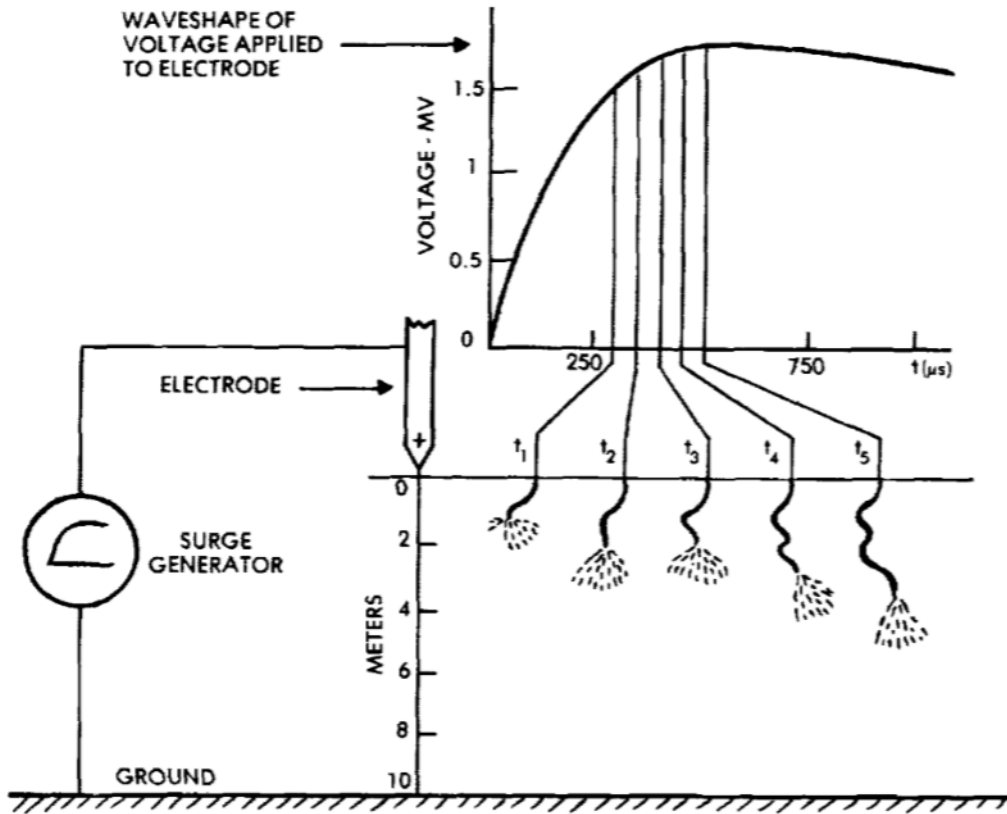 WAVESHAPE OF
VOLTAGE APPLIED
TO ELECTRODE
VOLTAGE - MV
1.5
1
0.5
0
250
750
t (μs)
ELECTRODE
+
t1
t2
t3
t4
t5
0
2
4
6
8
10
METERS
SURGE
GENERATOR
GROUND